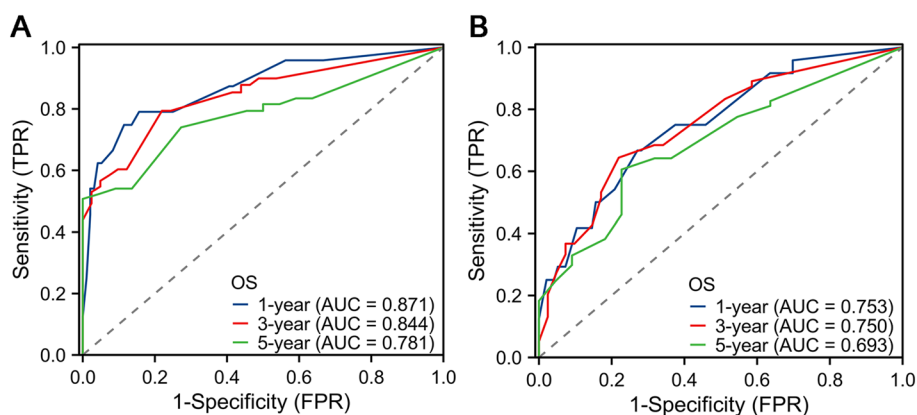 A
Sensitivity (TPR)
1.0
0.8
0.6
0.4
0.2
0.0
OS
1-year (AUC = 0.871)
3-year (AUC = 0.844)
5-year (AUC = 0.781)
0.0 0.2 0.4 0.6 0.8 1.0
1-Specificity (FPR)
B
Sensitivity (TPR)
1.0
0.8
0.6
0.4
0.2
0.0
OS
1-year (AUC = 0.753)
3-year (AUC = 0.750)
5-year (AUC = 0.693)
0.0 0.2 0.4 0.6 0.8 1.0
1-Specificity (FPR)